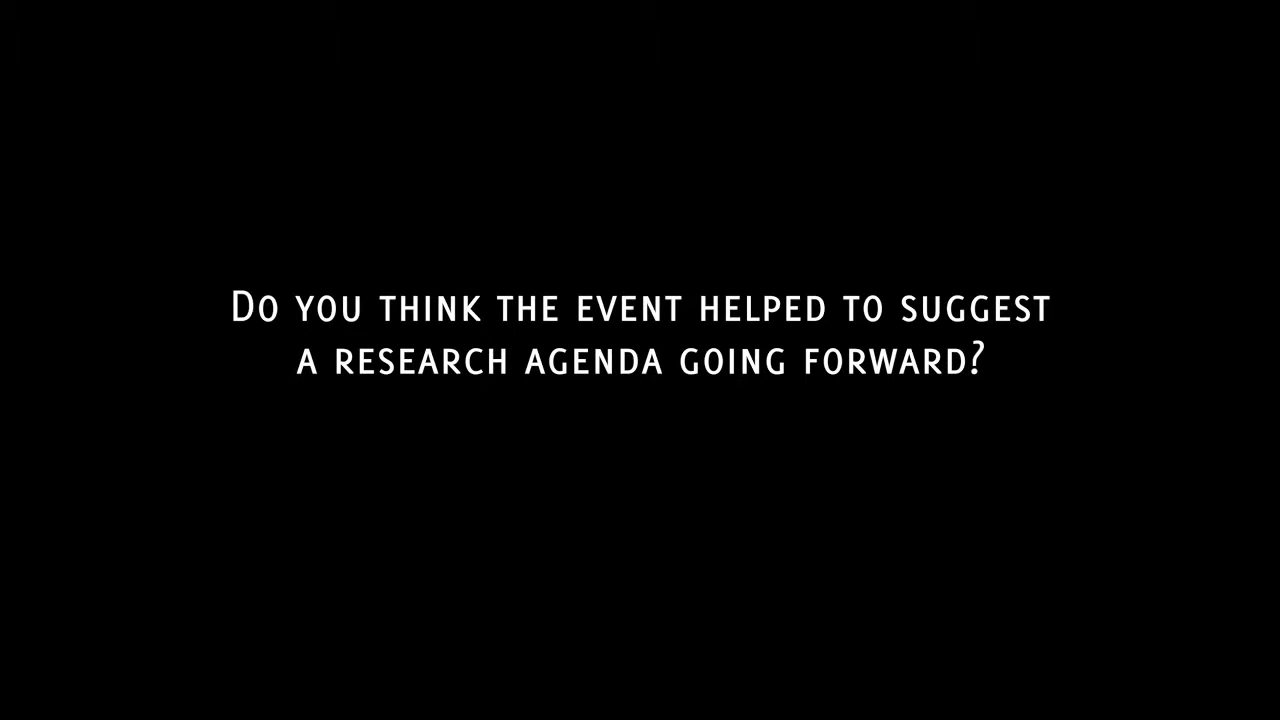 Do you think the event helped to suggest
a research agenda going forward?